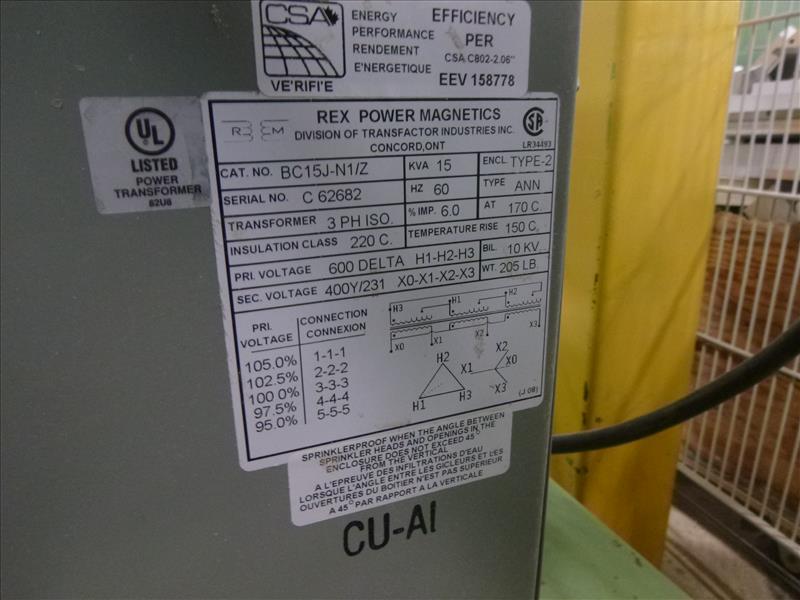 CSA
ENERGY
PERFORMANCE
RENDEMENT
E'NERGETIQUE
VE'RIFI'E
EFFICIENCY
PER
CSA C802-2.06"
EEV 158778
UL
LISTED
POWER
TRANSFORMER
62U6
REX POWER MAGNETICS
DIVISION OF TRANSFACTOR INDUSTRIES INC.
CONCORD,ONT
LR34493
CAT. NO. BC15J-N1/Z KVA 15 ENCL TYPE-2
SERIAL NO. C 62682 HZ 60 TYPE ANN
TRANSFORMER 3 PH ISO. % IMP. 6.0 AT 170 C.
INSULATION CLASS 220 C. TEMPERATURE RISE 150 C.
PRI. VOLTAGE 600 DELTA H1-H2-H3 BIL. 10 KV.
SEC. VOLTAGE 400Y/231 X0-X1-X2-X3 WT. 205 LB
PRI. VOLTAGE CONNECTION CONNEXION
105.0% 1-1-1
102.5% 2-2-2
100.0% 3-3-3
97.5% 4-4-4
95.0% 5-5-5
H3 H1 H2
X0 X1 X2 X3
H2 X1 X2 X0
H1 H3 X3
(J 08)
SPRINKLERPROOF WHEN THE ANGLE BETWEEN
SPRINKLER HEADS AND OPENINGS IN THE
ENCLOSURE DOES NOT EXCEED 45°
FROM THE VERTICAL.
A L'EPREUVE DES INFILTRATIONS D'EAU
LORSQUE L'ANGLE ENTRE LES GICLEURS ET LES
OUVERTURES DU BOITIER N'EST PAS SUPERIEUR
A 45° PAR RAPPORT A LA VERTICALE
CU-Al